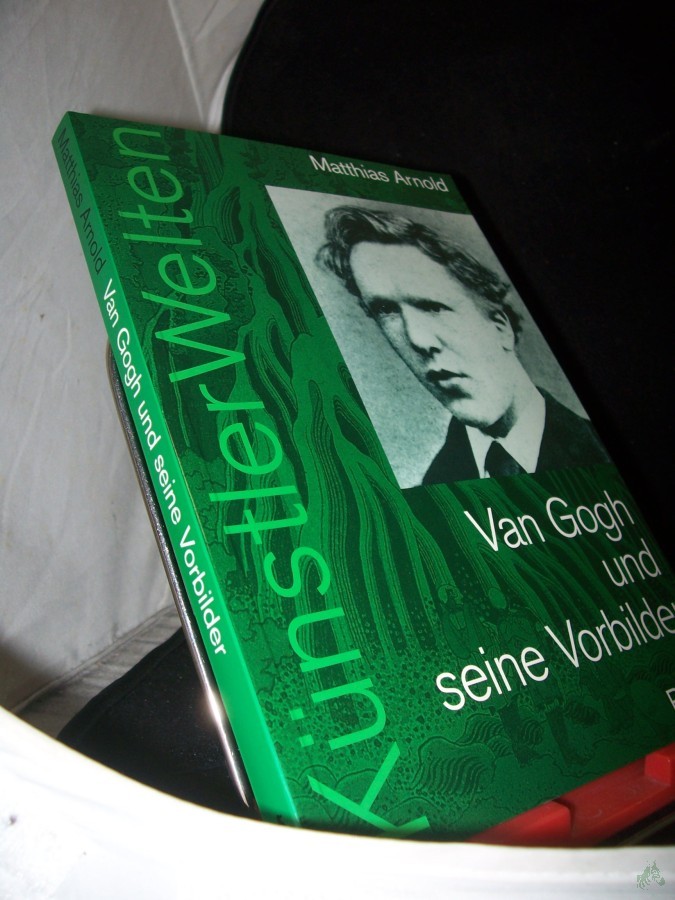 Matthias Arnold Van Gogh und seine Vorbilder
KünstlerWelten
Matthias Arnold
Van Gogh
und
seine Vorbilder